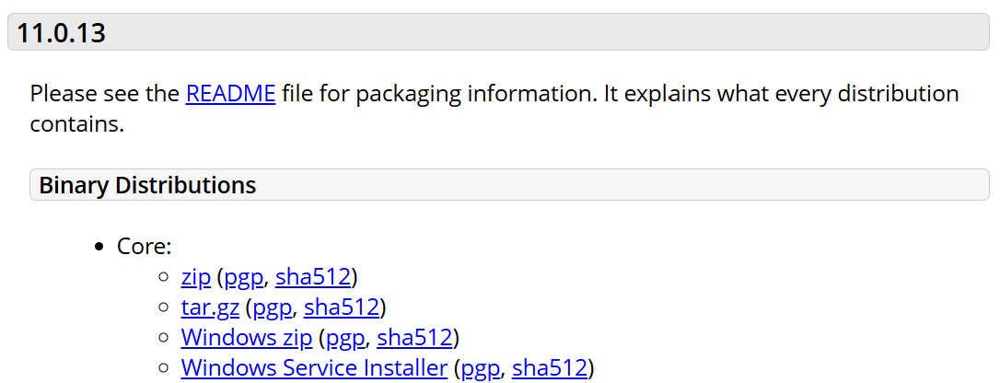 11.0.13
Please see the README file for packaging information. It explains what every distribution
contains.
Binary Distributions
Core:
zip (pgp, sha512)
tar.gz (pgp, sha512)
Windows zip (pgp, sha512)
Windows Service Installer (pgp, sha512)